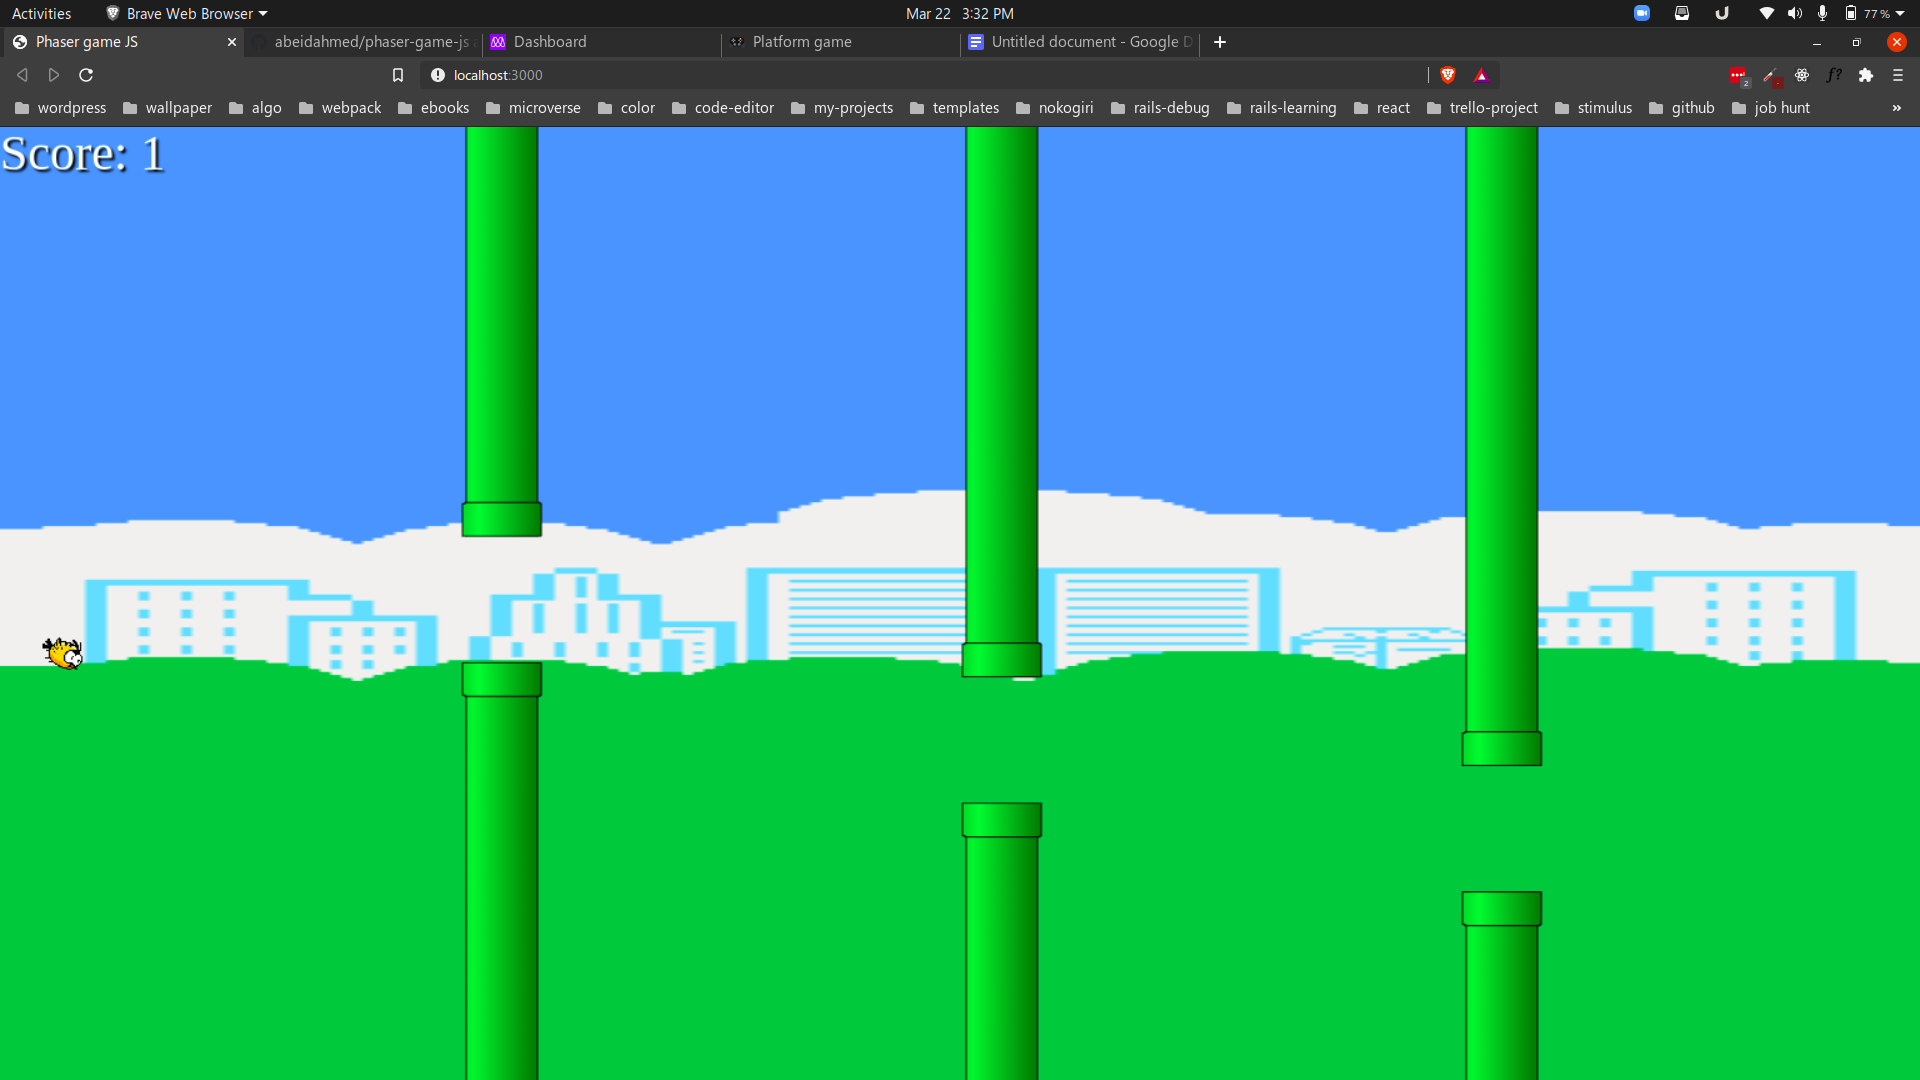 Activities Brave Web Browser Mar 22 3:32 PM 77 %
Phaser game JS abeidahmed/phaser-game-js Dashboard Platform game Untitled document - Google D
localhost:3000 2 f?
wordpress wallpaper algo webpack ebooks microverse color code-editor my-projects templates nokogiri rails-debug rails-learning react trello-project stimulus github job hunt »
Score: 1